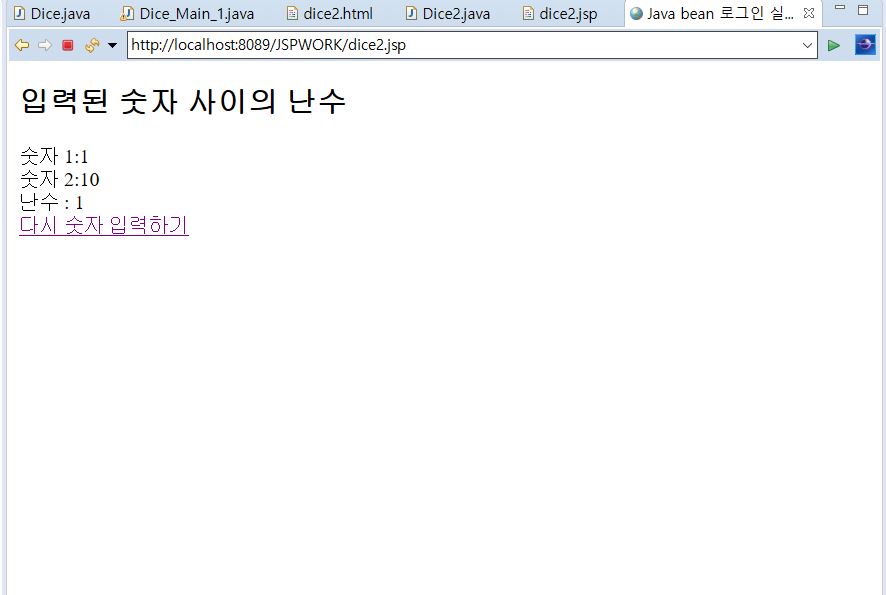 Dice.java Dice_Main_1.java dice2.html Dice2.java dice2.jsp Java bean 로그인 실...
http://localhost:8089/JSPWORK/dice2.jsp
입력된 숫자 사이의 난수
숫자 1:1
숫자 2:10
난수 : 1
다시 숫자 입력하기